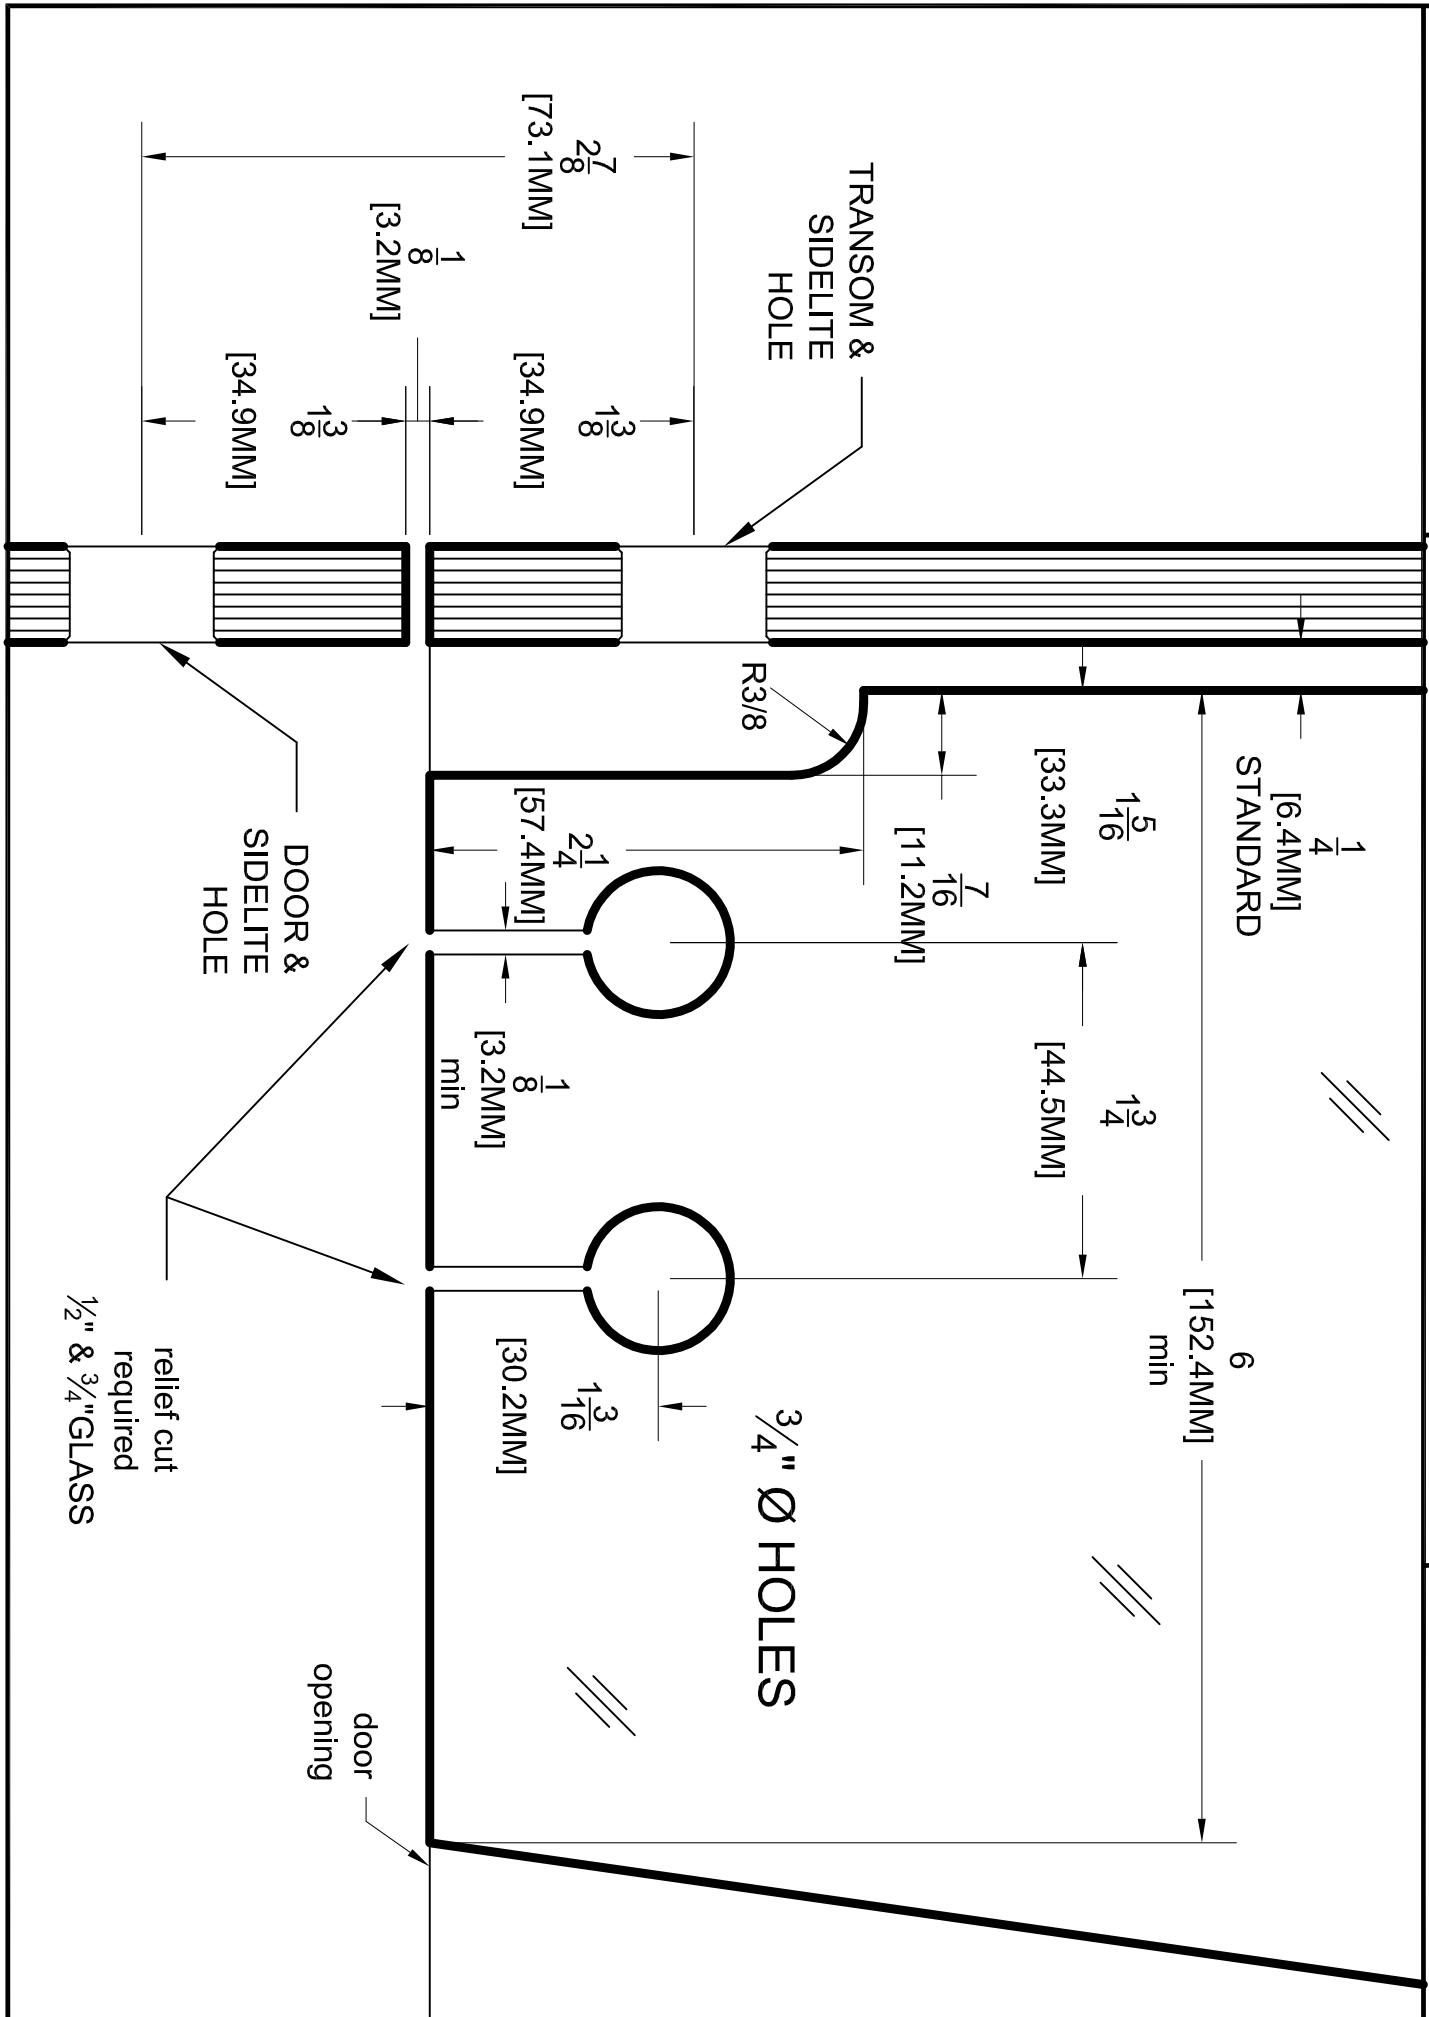 1/4
[6.4MM]
STANDARD
6
[152.4MM]
min
1 5/16
[33.3MM]
1 3/4
[44.5MM]
7/16
[11.2MM]
TRANSOM &
SIDELITE
HOLE
3/4" Ø HOLES
R3/8
2 7/8
[73.1MM]
1 3/8
[34.9MM]
2 1/4
[57.4MM]
1/8
[3.2MM]
min
1 3/16
[30.2MM]
1/8
[3.2MM]
1 3/8
[34.9MM]
door
opening
DOOR &
SIDELITE
HOLE
relief cut
required
1/2" & 3/4"GLASS